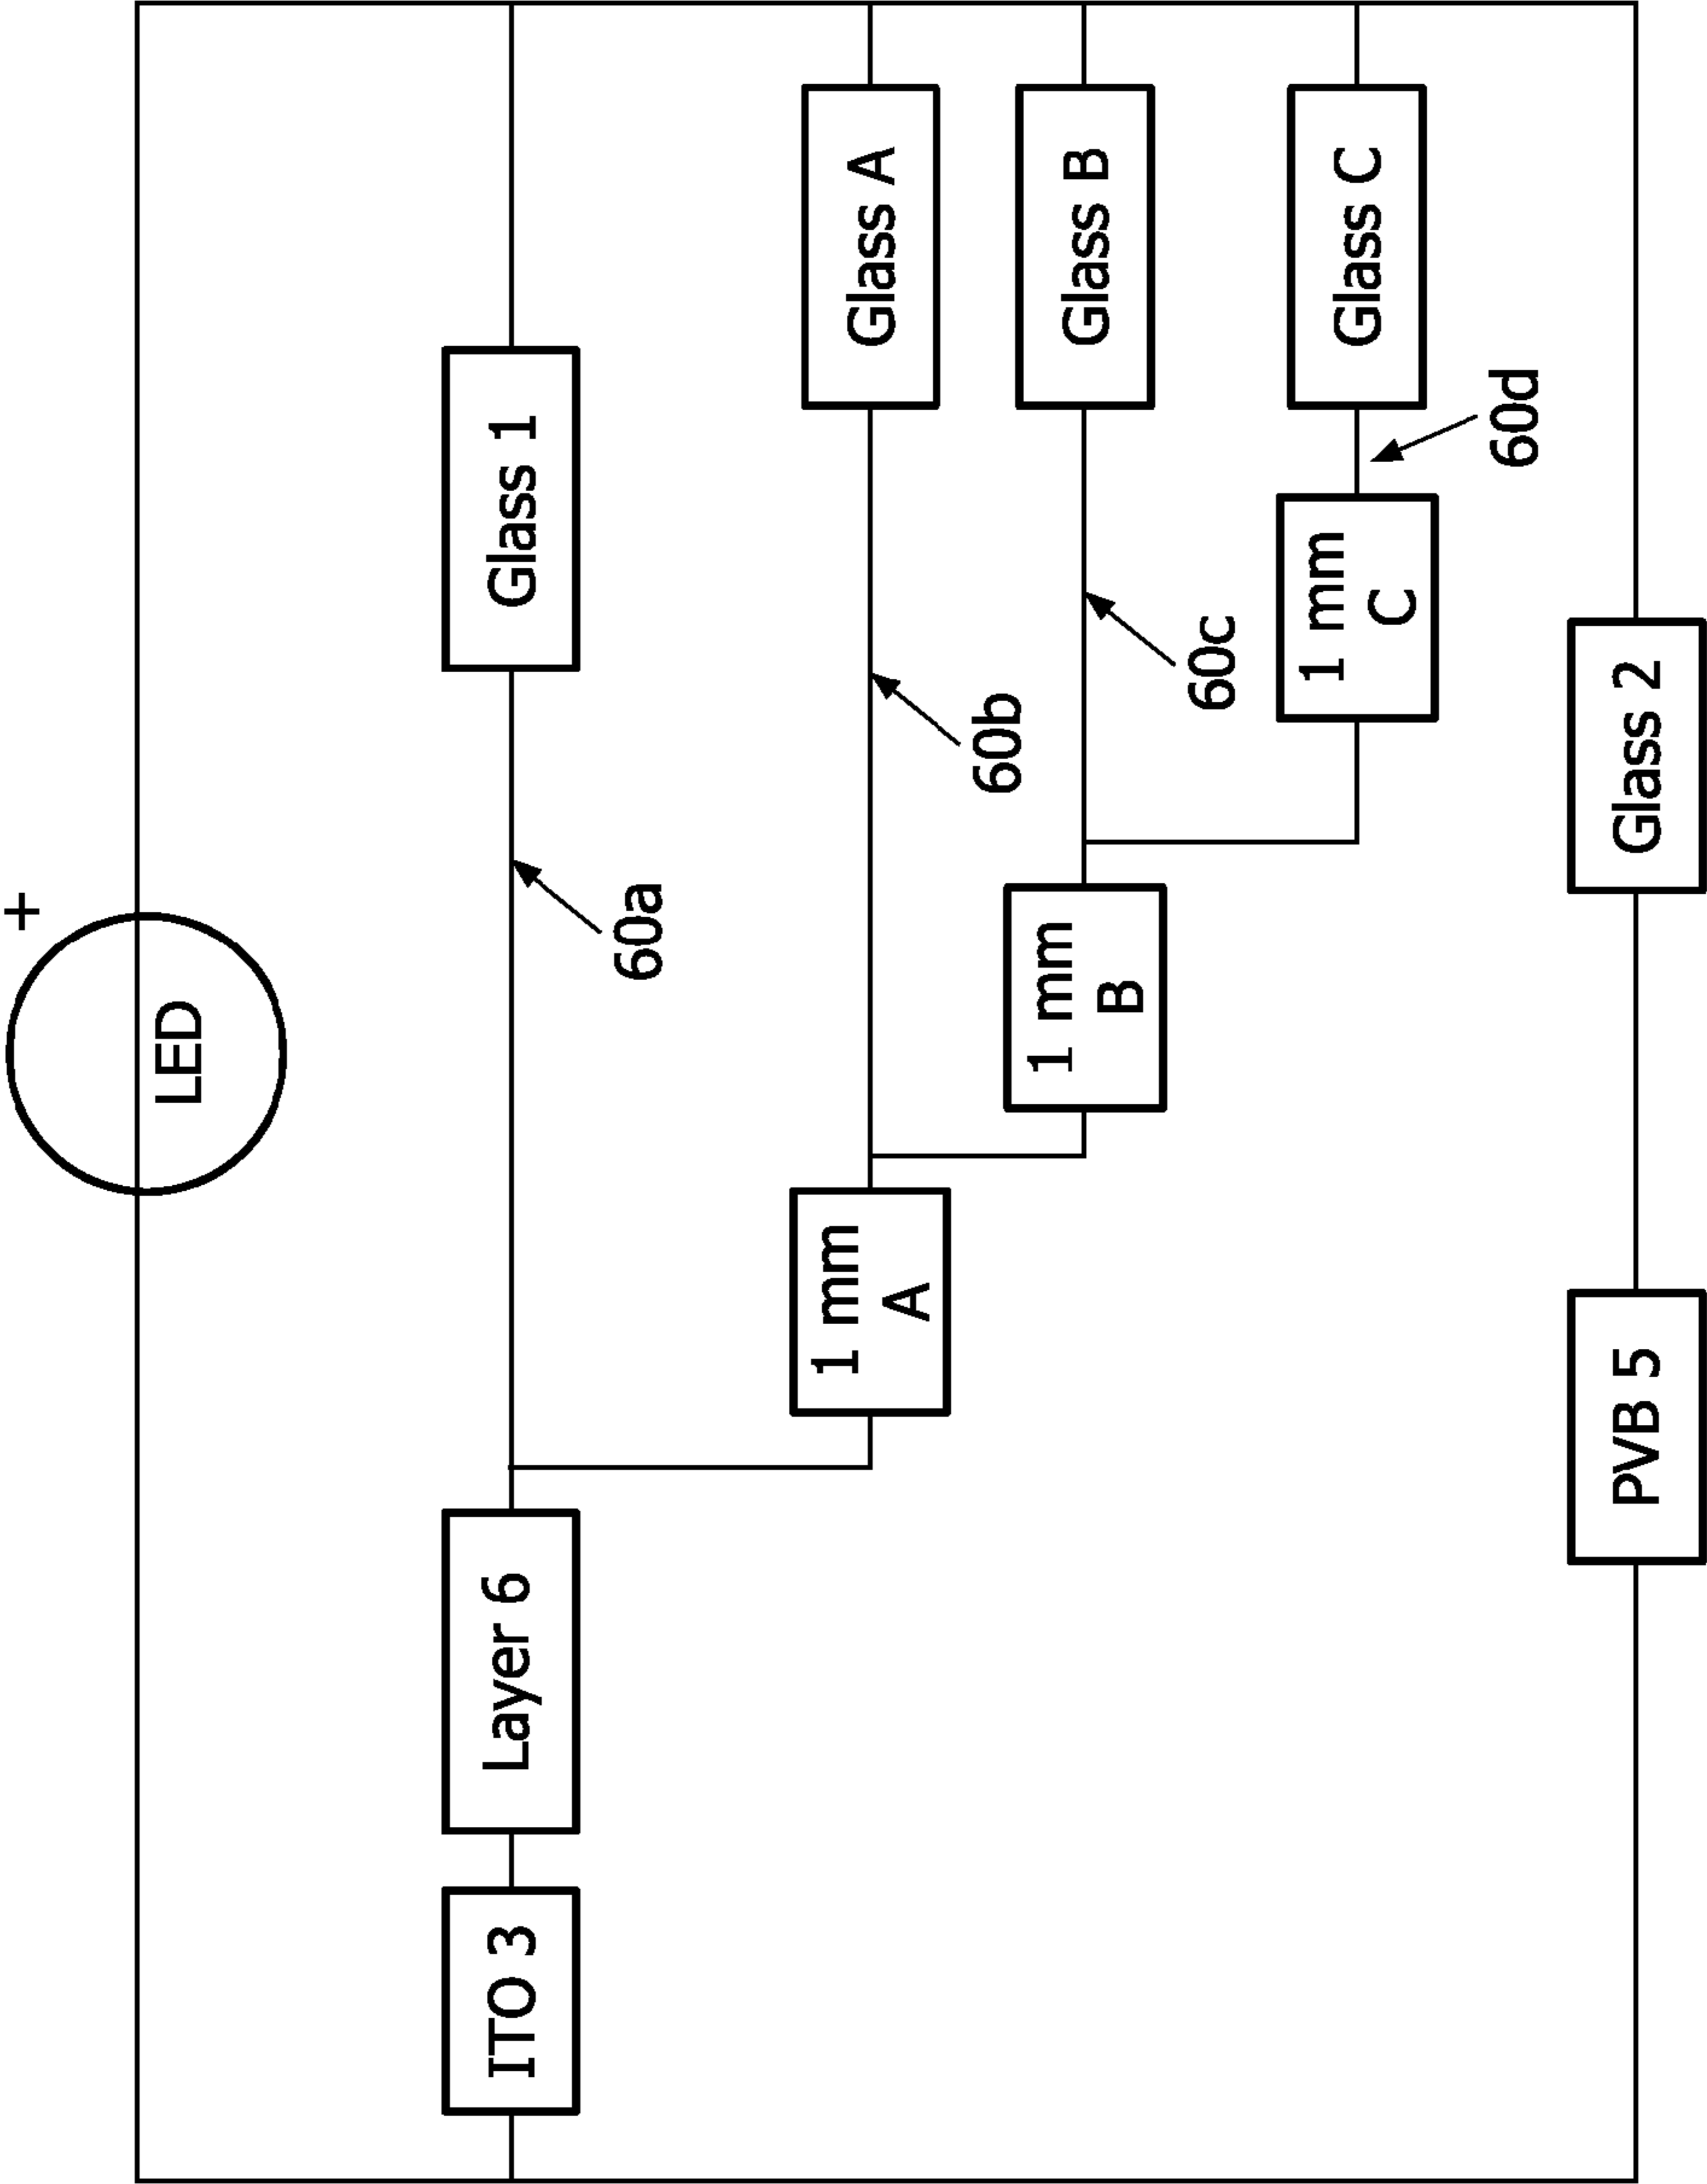 +
LED
ITO 3
Layer 6
Glass 1
60a
1 mm
A
Glass A
60b
1 mm
B
Glass B
60c
1 mm
C
Glass C
60d
PVB 5
Glass 2